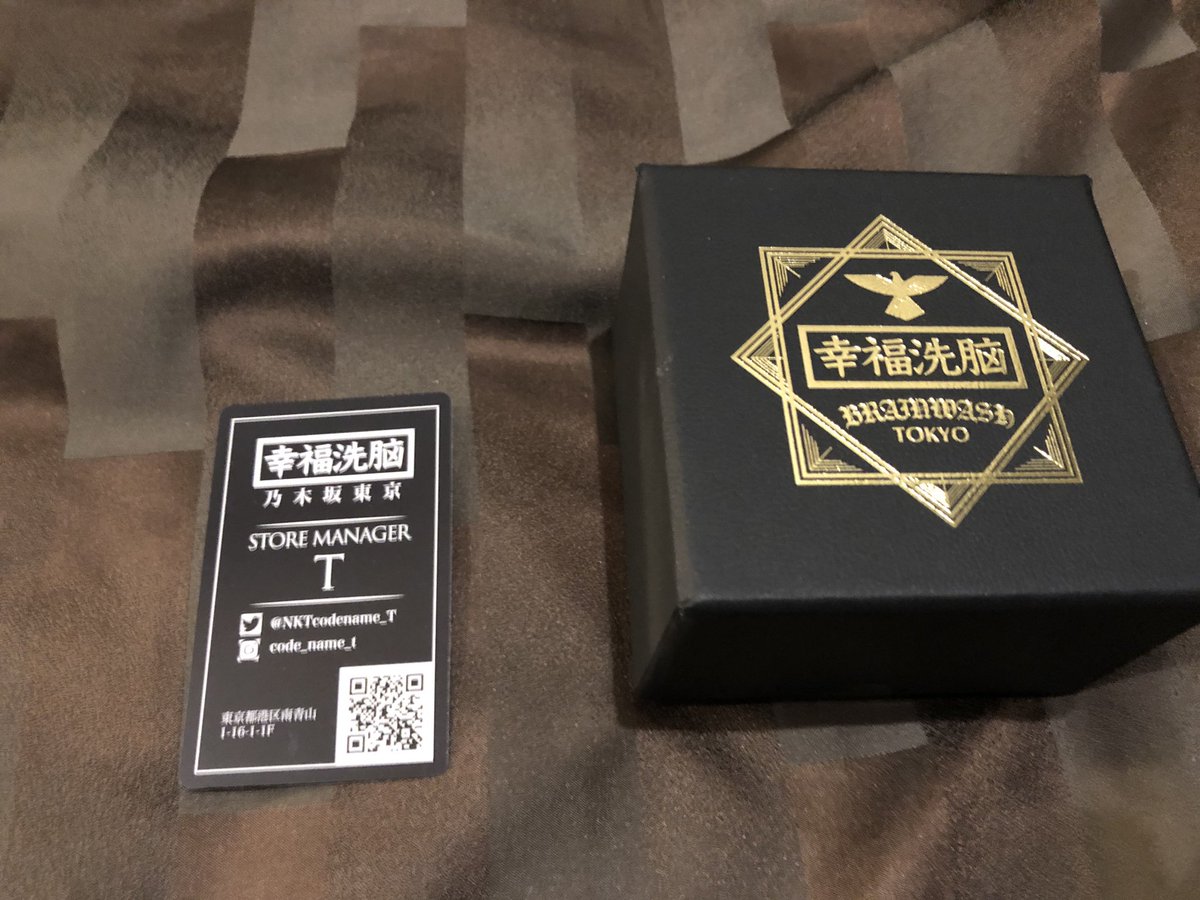 幸福洗脳
乃木坂東京
STORE MANAGER
T
@NKTcodename_T
code_name_t
東京都港区南青山
1-16-1-1F
幸福洗脳
BRAINWASH
TOKYO